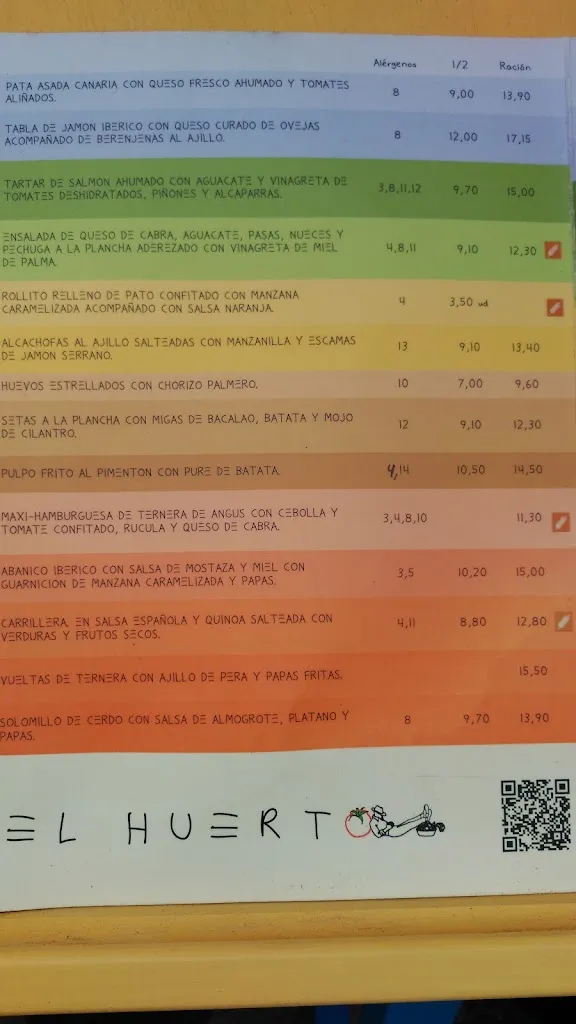 Alérgenos 1/2 Ración
PATA ASADA CANARIA CON QUESO FRESCO AHUMADO Y TOMATES
ALIÑADOS. 8 9,00 13,90
TABLA DE JAMON IBERICO CON QUESO CURADO DE OVEJAS
ACOMPAÑADO DE BERENJENAS AL AJILLO. 8 12,00 17,15
TARTAR DE SALMON AHUMADO CON AGUACATE Y VINAGRETA DE
TOMATES DESHIDRATADOS, PIÑONES Y ALCAPARRAS. 3,8,11,12 9,70 15,00
ENSALADA DE QUESO DE CABRA, AGUACATE, PASAS, NUECES Y
PECHUGA A LA PLANCHA ADEREZADO CON VINAGRETA DE MIEL
DE PALMA. 4,8,11 9,10 12,30
ROLLITO RELLENO DE PATO CONFITADO CON MANZANA
CARAMELIZADA ACOMPAÑADO CON SALSA NARANJA. 4 3,50 ud
ALCACHOFAS AL AJILLO SALTEADAS CON MANZANILLA Y ESCAMAS
DE JAMON SERRANO. 13 9,10 13,40
HUEVOS ESTRELLADOS CON CHORIZO PALMERO. 10 7,00 9,60
SETAS A LA PLANCHA CON MIGAS DE BACALAO, BATATA Y MOJO
DE CILANTRO. 12 9,10 12,30
PULPO FRITO AL PIMENTON CON PURE DE BATATA. 4,14 10,50 14,50
MAXI-HAMBURGUESA DE TERNERA DE ANGUS CON CEBOLLA Y
TOMATE CONFITADO, RUCULA Y QUESO DE CABRA. 3,4,8,10 11,30
ABANICO IBERICO CON SALSA DE MOSTAZA Y MIEL CON
GUARNICION DE MANZANA CARAMELIZADA Y PAPAS. 3,5 10,20 15,00
CARRILLERA EN SALSA ESPAÑOLA Y QUINOA SALTEADA CON
VERDURAS Y FRUTOS SECOS. 4,11 8,80 12,80
VUELTAS DE TERNERA CON AJILLO DE PERA Y PAPAS FRITAS. 15,50
SOLOMILLO DE CERDO CON SALSA DE ALMOGROTE, PLATANO Y
PAPAS. 8 9,70 13,90
EL HUERTO